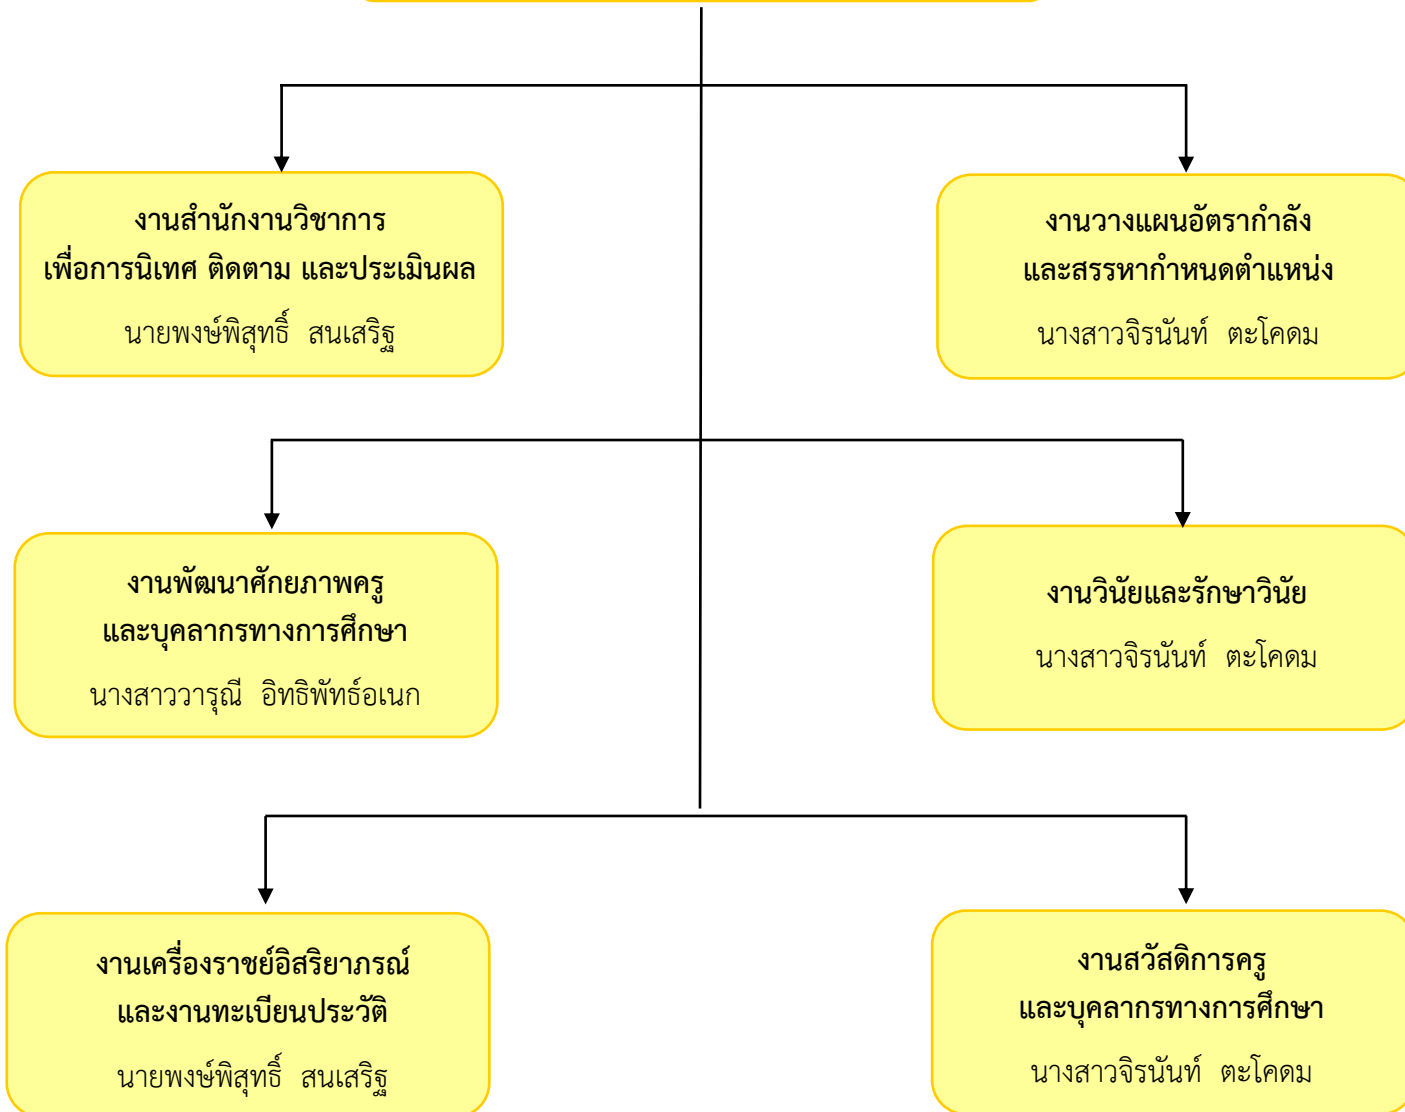 งานสำนักงานวิชาการ
เพื่อการนิเทศ ติดตาม และประเมินผล
นายพงษ์พิสุทธิ์ สนเสริฐ
งานวางแผนอัตรากำลัง
และสรรหากำหนดตำแหน่ง
นางสาวจิรนันท์ ตะโคดม
งานพัฒนาศักยภาพครู
และบุคลากรทางการศึกษา
นางสาววารุณี อิทธิพัทธ์อเนก
งานวินัยและรักษาวินัย
นางสาวจิรนันท์ ตะโคดม
งานเครื่องราชย์อิสริยาภรณ์
และงานทะเบียนประวัติ
นายพงษ์พิสุทธิ์ สนเสริฐ
งานสวัสดิการครู
และบุคลากรทางการศึกษา
นางสาวจิรนันท์ ตะโคดม